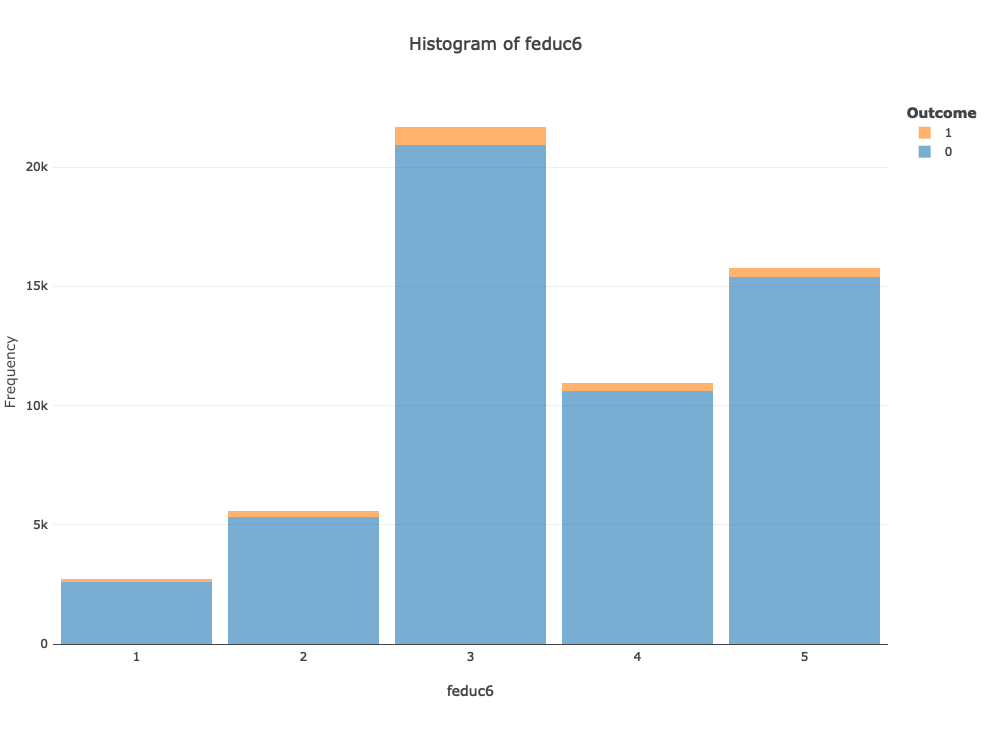 Histogram of feduc6
Outcome
1
0
20k
15k
10k
5k
0
Frequency
1 2 3 4 5
feduc6